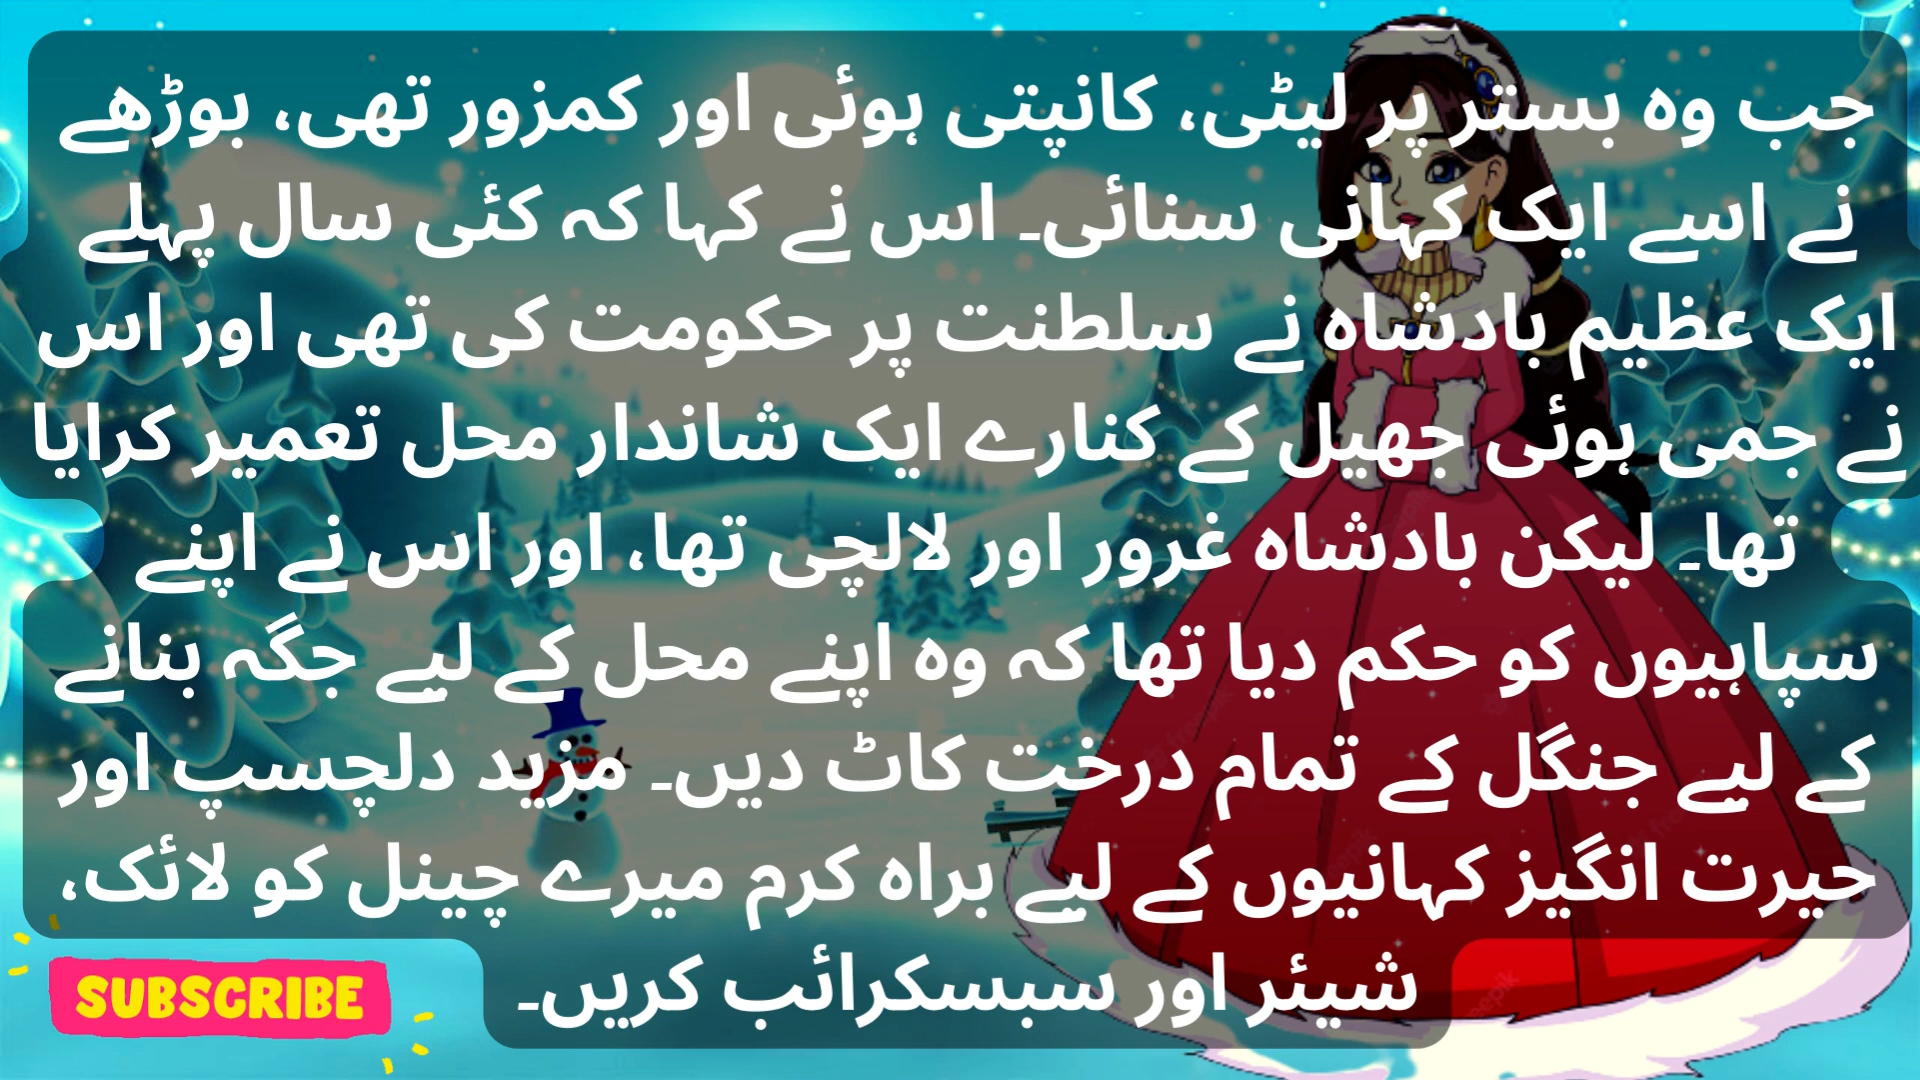 جب وہ بستر پر لیٹی، کانپتی ہوئی اور کمزور تھی، بوڑھے
نے اسے ایک کہانی سنائی۔ اس نے کہا کہ کئی سال پہلے
ایک عظیم بادشاہ نے سلطنت پر حکومت کی تھی اور اس
نے جمی ہوئی جھیل کے کنارے ایک شاندار محل تعمیر کرایا
تھا۔ لیکن بادشاہ غرور اور لالچی تھا، اور اس نے اپنے
سپاہیوں کو حکم دیا تھا کہ وہ اپنے محل کے لیے جگہ بنانے
کے لیے جنگل کے تمام درخت کاٹ دیں۔ مزید دلچسپ اور
حیرت انگیز کہانیوں کے لیے براہ کرم میرے چینل کو لائک،
شیئر اور سبسکرائب کریں۔
SUBSCRIBE